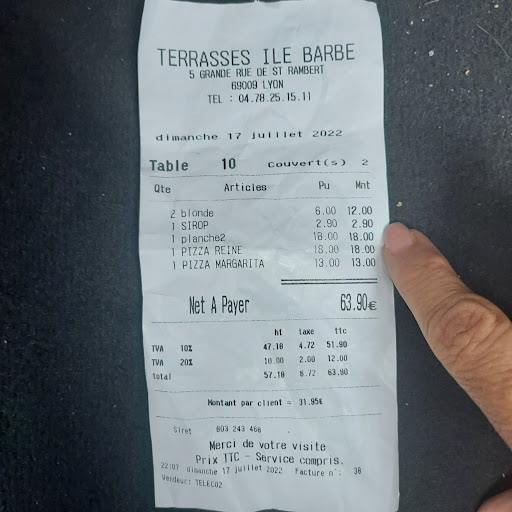 TERRASSES ILE BARBE
5 GRANDE RUE DE ST RAMBERT
69009 LYON
TEL : 04.78.25.15.11
dimanche 17 juillet 2022
Table 10 Couvert(s) 2
Qte Articles Pu Mnt
2 blonde 6.00 12.00
1 SIROP 2.90 2.90
1 planche2 18.00 18.00
1 PIZZA REINE 18.00 18.00
1 PIZZA MARGARITA 13.00 13.00
Net A Payer 63.90€
ht taxe ttc
TVA 10% 47.18 4.72 51.90
TVA 20% 10.00 2.00 12.00
total 57.18 6.72 63.90
Montant par client = 31.95€
Siret 803 243 468
Merci de votre visite
Prix TTC - Service compris.
22:07 dimanche 17 juillet 2022 Facture n°: 38
Vendeur: TELECO2